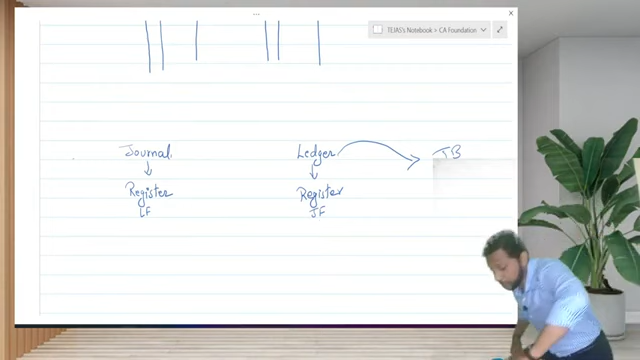 TEJAS's Notebook > CA Foundation
Journal Ledger TB
Register Register
LF JF